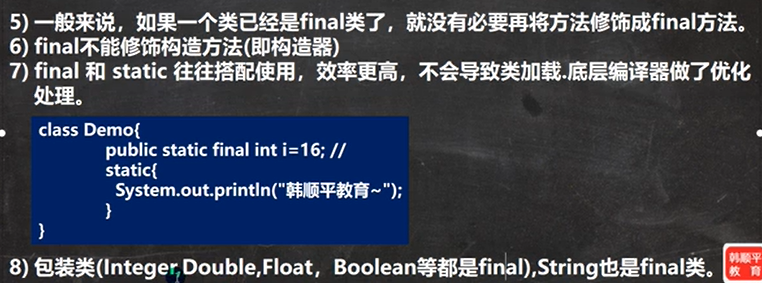 5) 一般来说，如果一个类已经是final类了，就没有必要再将方法修饰成final方法。
6) final不能修饰构造方法(即构造器)
7) final 和 static 往往搭配使用，效率更高，不会导致类加载.底层编译器做了优化
处理。
class Demo{
public static final int i=16; //
static{
System.out.println("韩顺平教育~");
}
}
8) 包装类(Integer,Double,Float，Boolean等都是final),String也是final类。
韩顺平
教 育